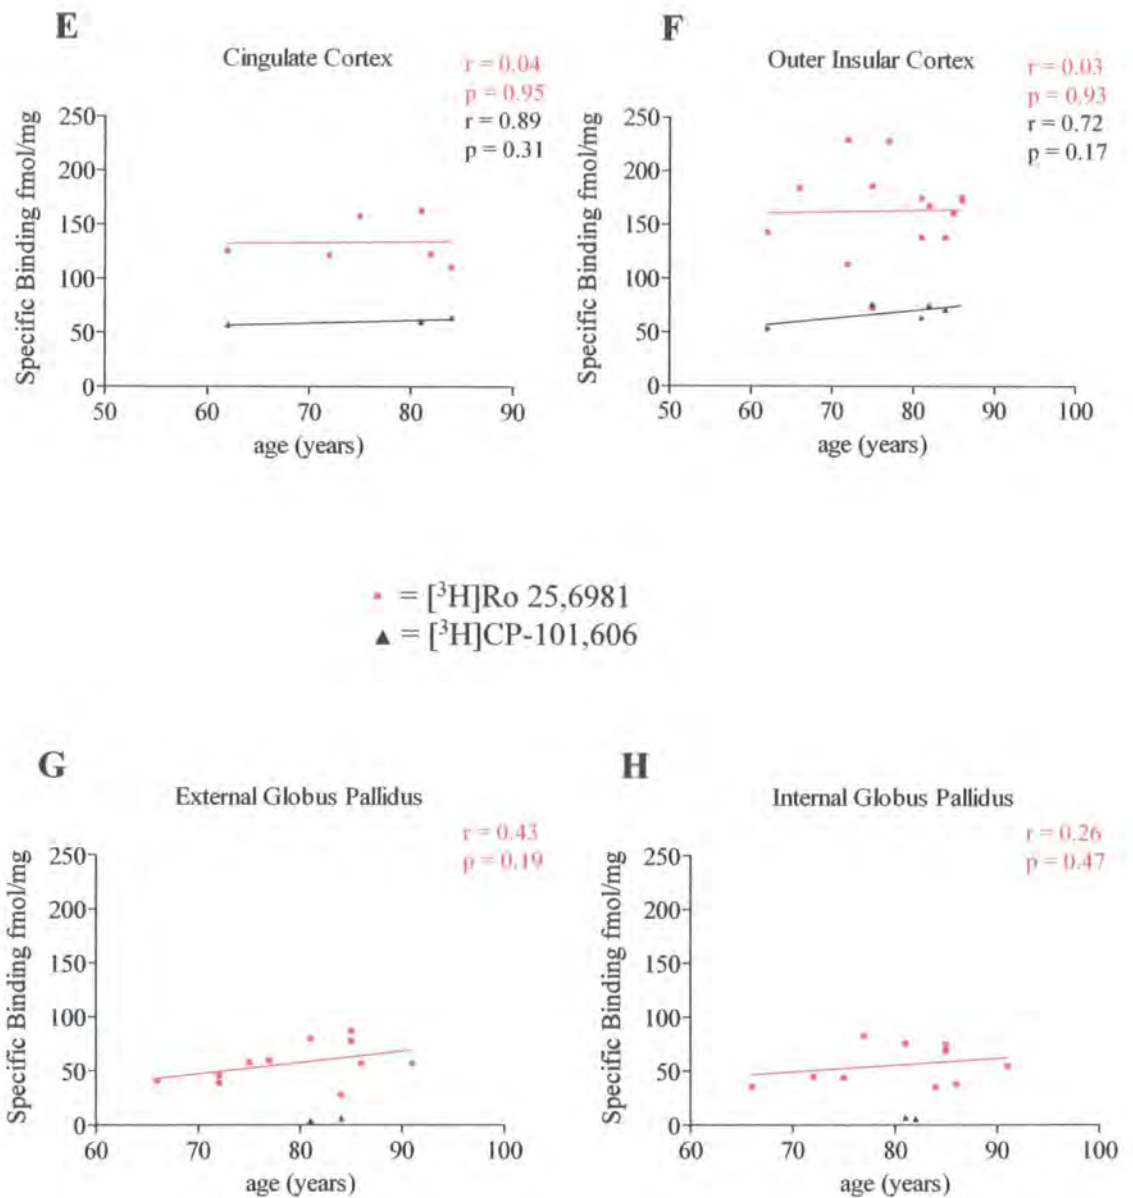 E
Cingulate Cortex
r = 0.04
p = 0.95
r = 0.89
p = 0.31
Specific Binding fmol/mg
250
200
150
100
50
0
50 60 70 80 90
age (years)
F
Outer Insular Cortex
r = 0.03
p = 0.93
r = 0.72
p = 0.17
Specific Binding fmol/mg
250
200
150
100
50
0
50 60 70 80 90 100
age (years)
= [³H]Ro 25,6981
▲ = [³H]CP-101,606
G
External Globus Pallidus
r = 0.43
p = 0.19
Specific Binding fmol/mg
250
200
150
100
50
0
60 70 80 90 100
age (years)
H
Internal Globus Pallidus
r = 0.26
p = 0.47
Specific Binding fmol/mg
250
200
150
100
50
0
60 70 80 90 100
age (years)